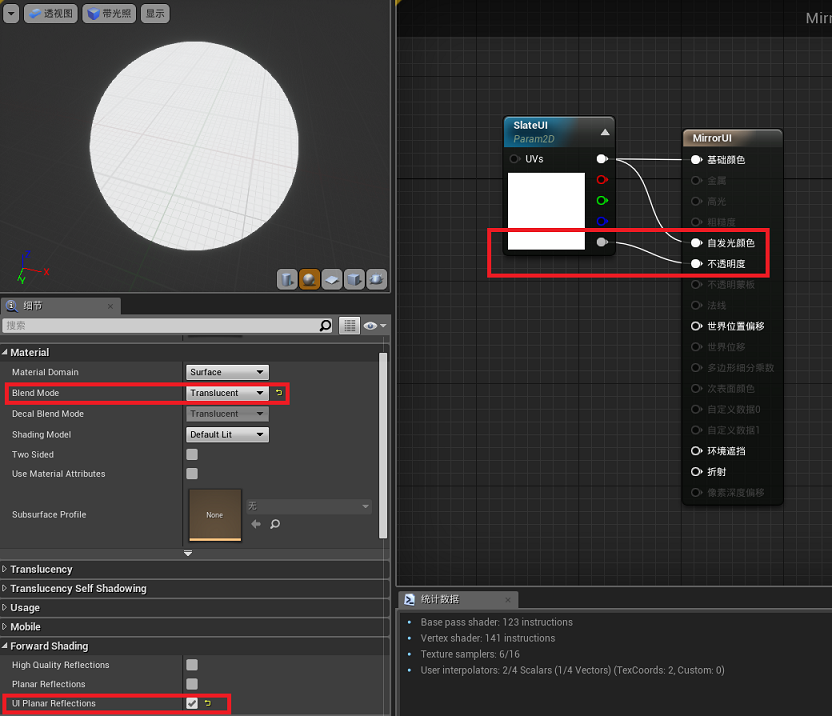 透视图 带光照 显示
Z
X
Y
细节
搜索
Material
Material Domain Surface
Blend Mode Translucent
Decal Blend Mode Translucent
Shading Model Default Lit
Two Sided
Use Material Attributes
Subsurface Profile None 无
Translucency
Translucency Self Shadowing
Usage
Mobile
Forward Shading
High Quality Reflections
Planar Reflections
UI Planar Reflections
Mirr
SlateUI
Param2D
UVs
MirrorUI
基础颜色
金属
高光
粗糙度
自发光颜色
不透明度
不透明蒙板
法线
世界位置偏移
世界位移
多边形细分乘数
次表面颜色
自定义数据0
自定义数据1
环境遮挡
折射
像素深度偏移
统计数据
Base pass shader: 123 instructions
Vertex shader: 141 instructions
Texture samplers: 6/16
User interpolators: 2/4 Scalars (1/4 Vectors) (TexCoords: 2, Custom: 0)